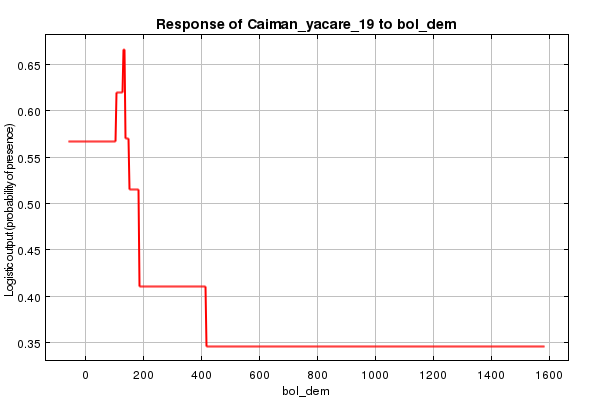 Response of Caiman_yacare_19 to bol_dem
Logistic output (probability of presence)
0.65
0.60
0.55
0.50
0.45
0.40
0.35
0 200 400 600 800 1000 1200 1400 1600
bol_dem